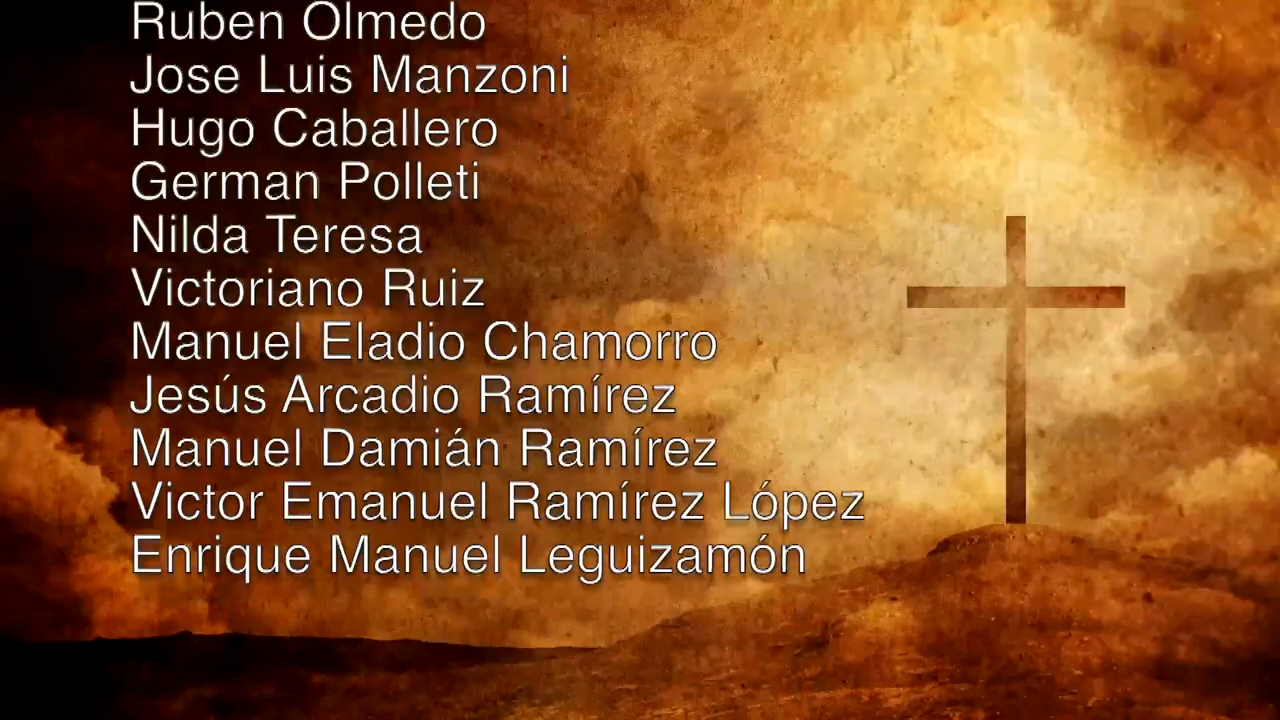 Ruben Olmedo
Jose Luis Manzoni
Hugo Caballero
German Polleti
Nilda Teresa
Victoriano Ruiz
Manuel Eladio Chamorro
Jesús Arcadio Ramírez
Manuel Damián Ramírez
Victor Emanuel Ramírez López
Enrique Manuel Leguizamón